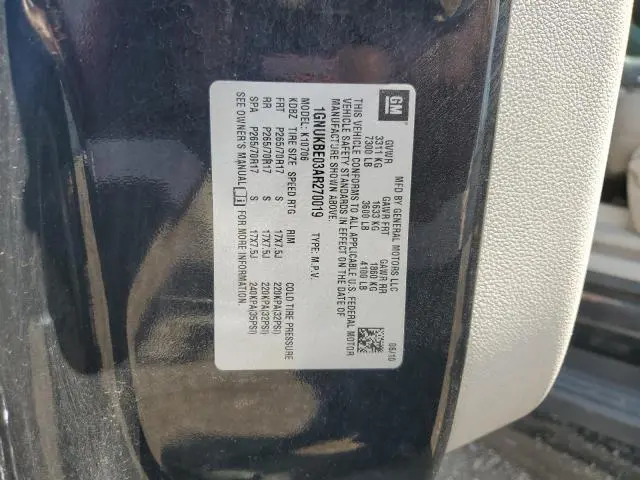 GM
MFD BY GENERAL MOTORS LLC
08/10
GVWR GAWR FRT GAWR RR
3311 KG 1633 KG 1860 KG
7300 LB 3600 LB 4100 LB
THIS VEHICLE CONFORMS TO ALL APPLICABLE U.S. FEDERAL MOTOR
VEHICLE SAFETY STANDARDS IN EFFECT ON THE DATE OF
MANUFACTURE SHOWN ABOVE.
1GNUKBE03AR270019 TYPE: M.P.V.
MODEL: K10706
KDBZ TIRE SIZE SPEED RTG RIM COLD TIRE PRESSURE
FRT P265/70R17 S 17X7.5J 220KPA(32PSI)
RR P265/70R17 S 17X7.5J 220KPA(32PSI)
SPA P265/70R17 S 17X7.5J 240KPA(35PSI)
SEE OWNER'S MANUAL FOR MORE INFORMATION.